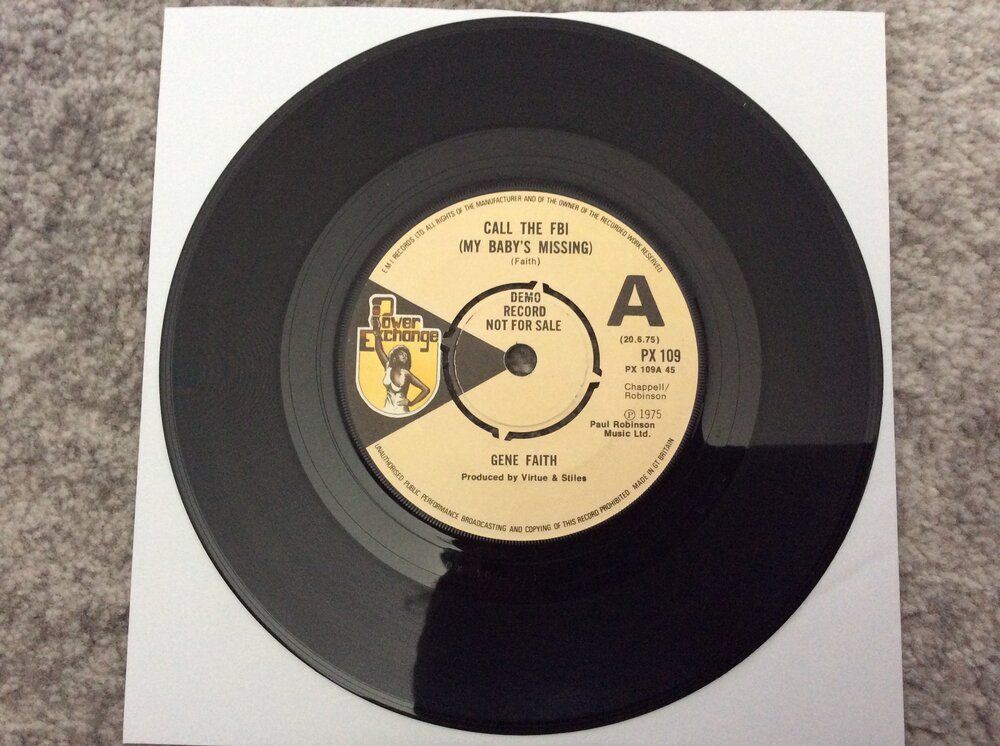 E.M.I. RECORDS LTD. ALL RIGHTS OF THE MANUFACTURER AND OF THE OWNER OF THE RECORDED WORK RESERVED
CALL THE FBI
(MY BABY'S MISSING)
(Faith)
DEMO
RECORD
NOT FOR SALE
A
(20.6.75)
PX 109
PX 109A 45
Power
Exchange
Chappell/
Robinson
℗ 1975
Paul Robinson
Music Ltd.
GENE FAITH
Produced by Virtue & Stiles
UNAUTHORISED PUBLIC PERFORMANCE BROADCASTING AND COPYING OF THIS RECORD PROHIBITED. MADE IN GT. BRITAIN